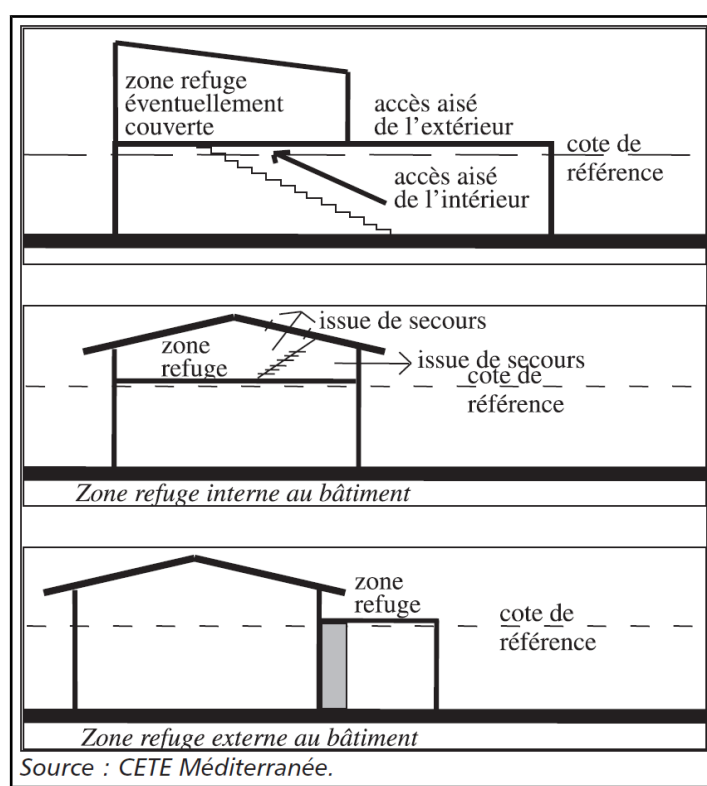 zone refuge
éventuellement
couverte
accès aisé
de l'extérieur
cote de
référence
accès aisé
de l'intérieur
issue de secours
zone
refuge
issue de secours
cote de
référence
Zone refuge interne au bâtiment
zone
refuge
cote de
référence
Zone refuge externe au bâtiment
Source : CETE Méditerranée.